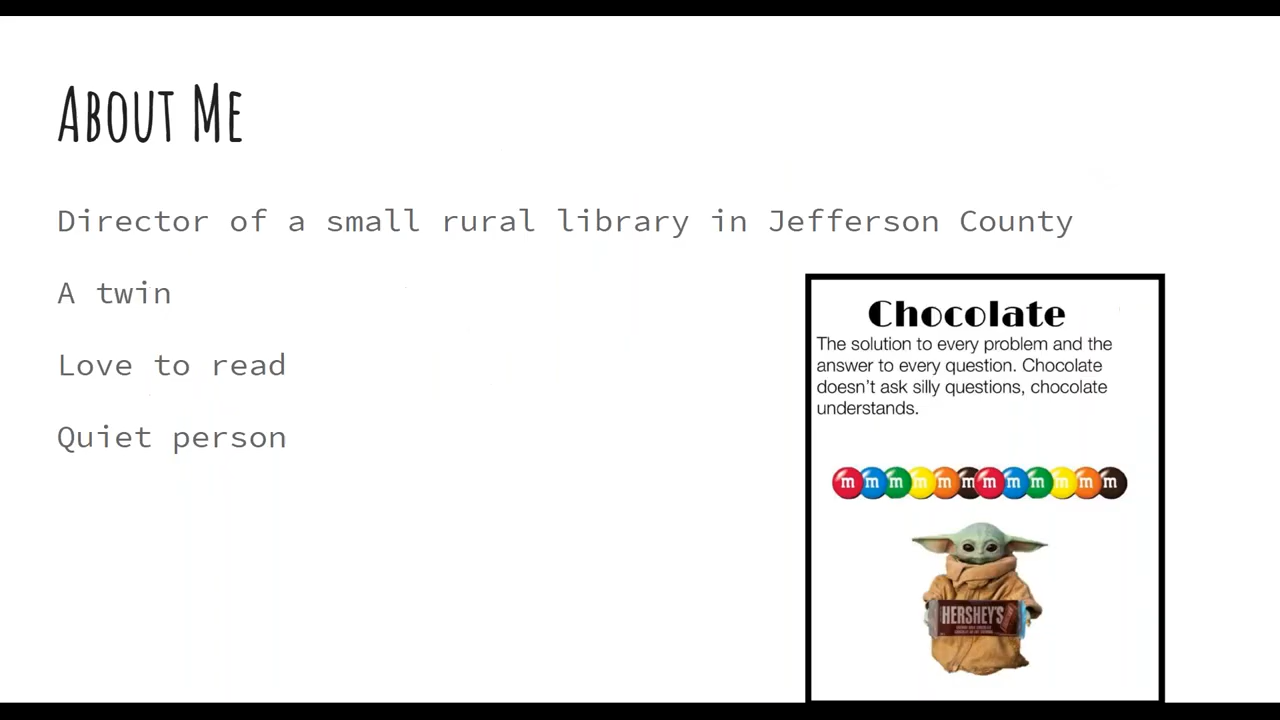 About Me
Director of a small rural library in Jefferson County
A twin
Love to read
Quiet person
Chocolate
The solution to every problem and the
answer to every question. Chocolate
doesn't ask silly questions, chocolate
understands.
m m m m m m m m m m m m
HERSHEY'S